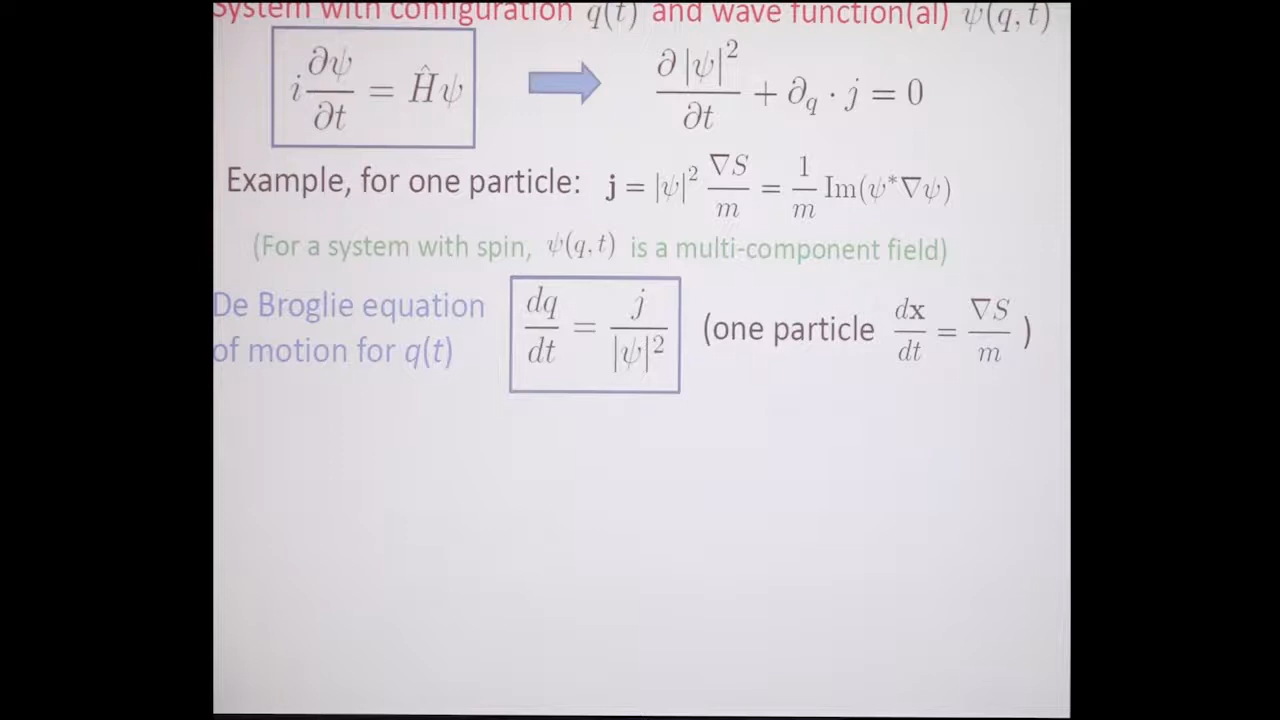 System with configuration q(t) and wave function(al) ψ(q, t)
i ∂ψ/∂t = Ĥψ ∂|ψ|²/∂t + ∂_q · j = 0
Example, for one particle: j = |ψ|² ∇S/m = 1/m Im(ψ*∇ψ)
(For a system with spin, ψ(q, t) is a multi-component field)
De Broglie equation
of motion for q(t)
dq/dt = j/|ψ|² (one particle dx/dt = ∇S/m )